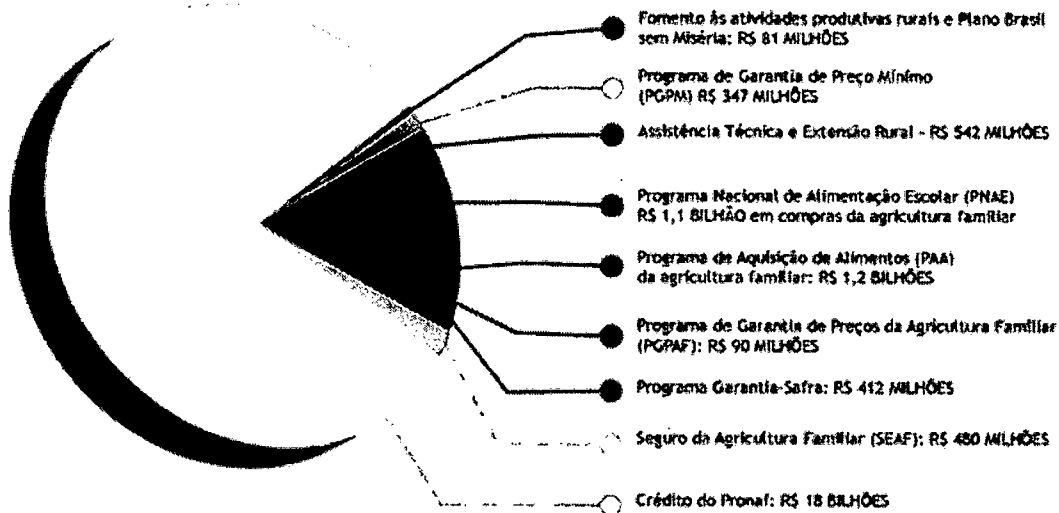 Fomento às atividades produtivas rurais e Plano Brasil
sem Miséria: R$ 81 MILHÕES
Programa de Garantia de Preço Mínimo
(PGPM) R$ 347 MILHÕES
Assistência Técnica e Extensão Rural - R$ 542 MILHÕES
Programa Nacional de Alimentação Escolar (PNAE)
R$ 1,1 BILHÃO em compras da agricultura familiar
Programa de Aquisição de Alimentos (PAA)
da agricultura familiar: R$ 1,2 BILHÕES
Programa de Garantia de Preços da Agricultura Familiar
(PGPAF): R$ 90 MILHÕES
Programa Garantia-Safra: R$ 412 MILHÕES
Seguro da Agricultura Familiar (SEAF): R$ 480 MILHÕES
Crédito do Pronaf: R$ 18 BILHÕES